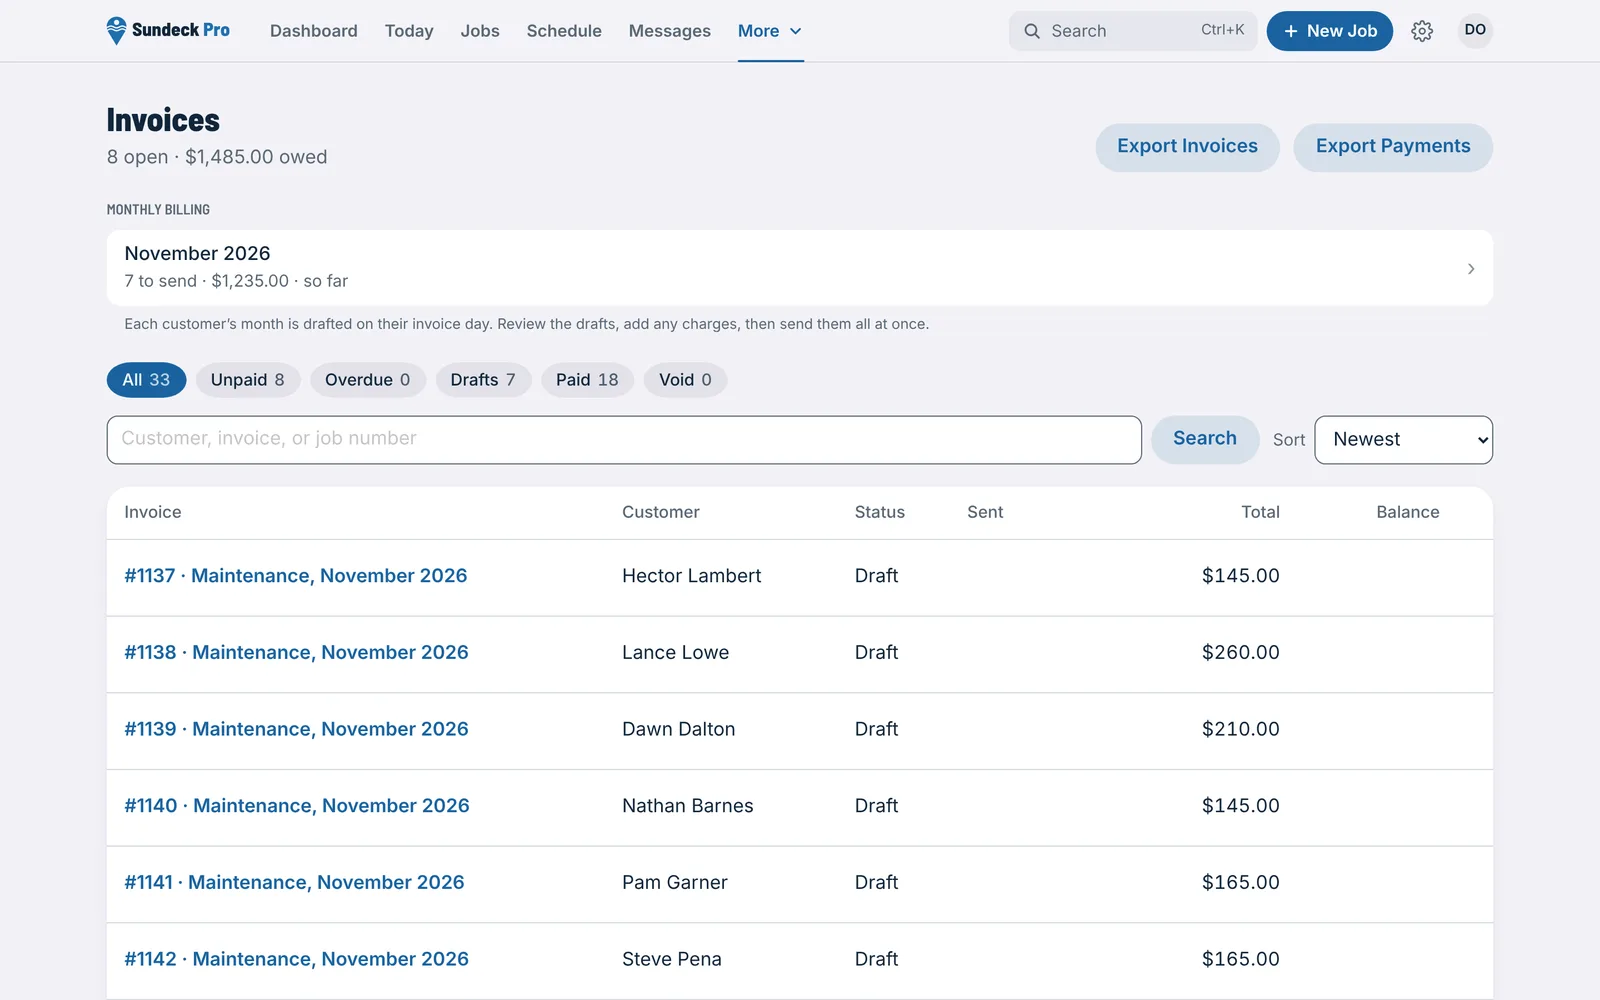 Sundeck Pro
Dashboard
Today
Jobs
Schedule
Messages
More
Search
Ctrl+K
+ New Job
DO
Invoices
8 open · $1,485.00 owed
Export Invoices
Export Payments
MONTHLY BILLING
November 2026
7 to send · $1,235.00 · so far
Each customer’s month is drafted on their invoice day. Review the drafts, add any charges, then send them all at once.
All 33
Unpaid 8
Overdue 0
Drafts 7
Paid 18
Void 0
Customer, invoice, or job number
Search
Sort
Newest
Invoice Customer Status Sent Total Balance
#1137 · Maintenance, November 2026 Hector Lambert Draft $145.00
#1138 · Maintenance, November 2026 Lance Lowe Draft $260.00
#1139 · Maintenance, November 2026 Dawn Dalton Draft $210.00
#1140 · Maintenance, November 2026 Nathan Barnes Draft $145.00
#1141 · Maintenance, November 2026 Pam Garner Draft $165.00
#1142 · Maintenance, November 2026 Steve Pena Draft $165.00